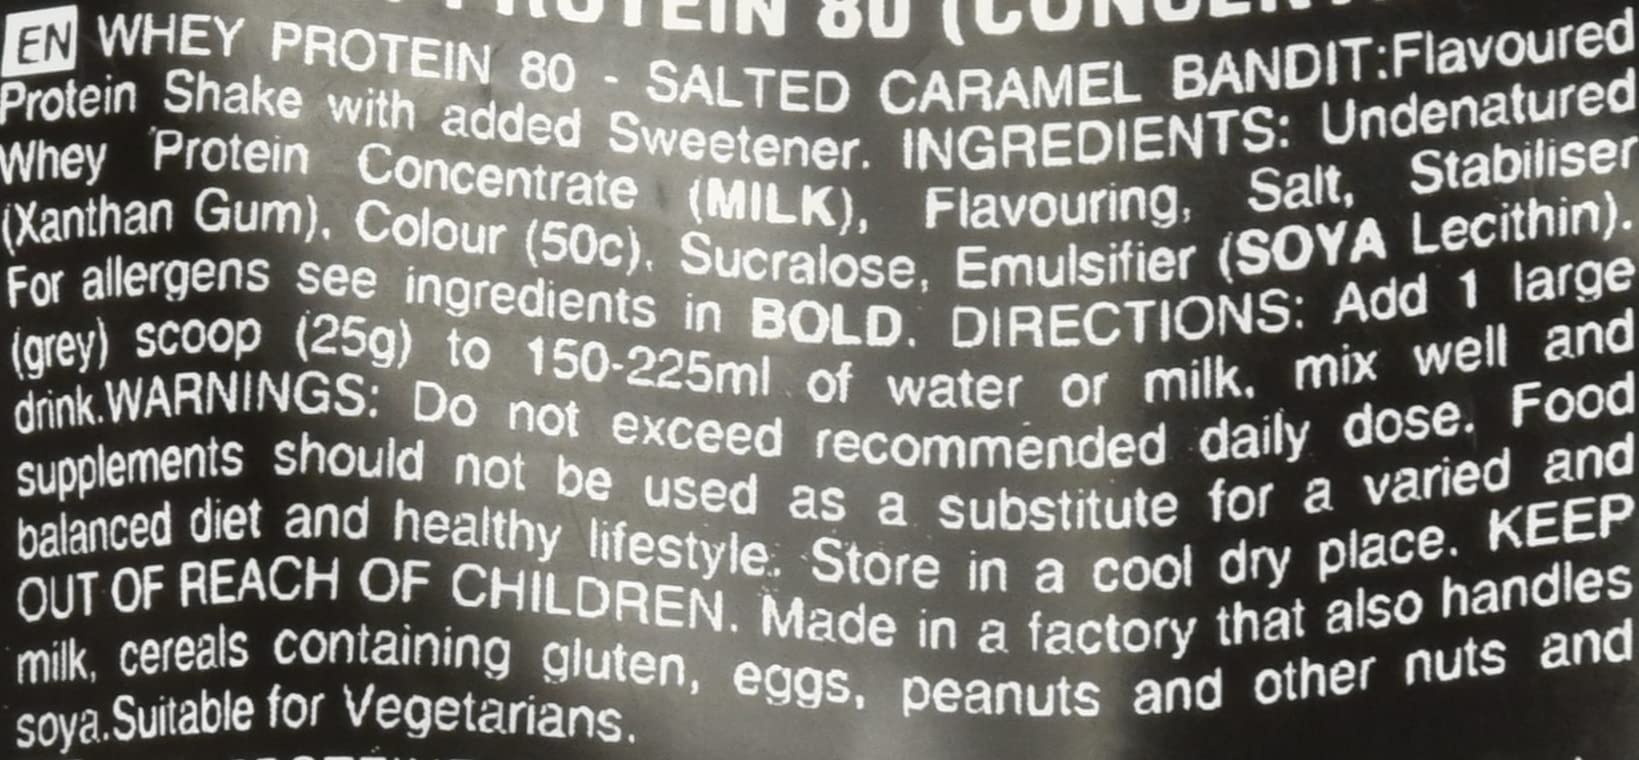 PROTEIN 80 (CONCENT
EN WHEY PROTEIN 80 - SALTED CARAMEL BANDIT:Flavoured
Protein Shake with added Sweetener. INGREDIENTS: Undenatured
Whey Protein Concentrate (MILK), Flavouring, Salt, Stabiliser
(Xanthan Gum), Colour (50c), Sucralose, Emulsifier (SOYA Lecithin).
For allergens see ingredients in BOLD. DIRECTIONS: Add 1 large
(grey) scoop (25g) to 150-225ml of water or milk, mix well and
drink.WARNINGS: Do not exceed recommended daily dose. Food
supplements should not be used as a substitute for a varied and
balanced diet and healthy lifestyle. Store in a cool dry place. KEEP
OUT OF REACH OF CHILDREN. Made in a factory that also handles
milk, cereals containing gluten, eggs, peanuts and other nuts and
soya.Suitable for Vegetarians.